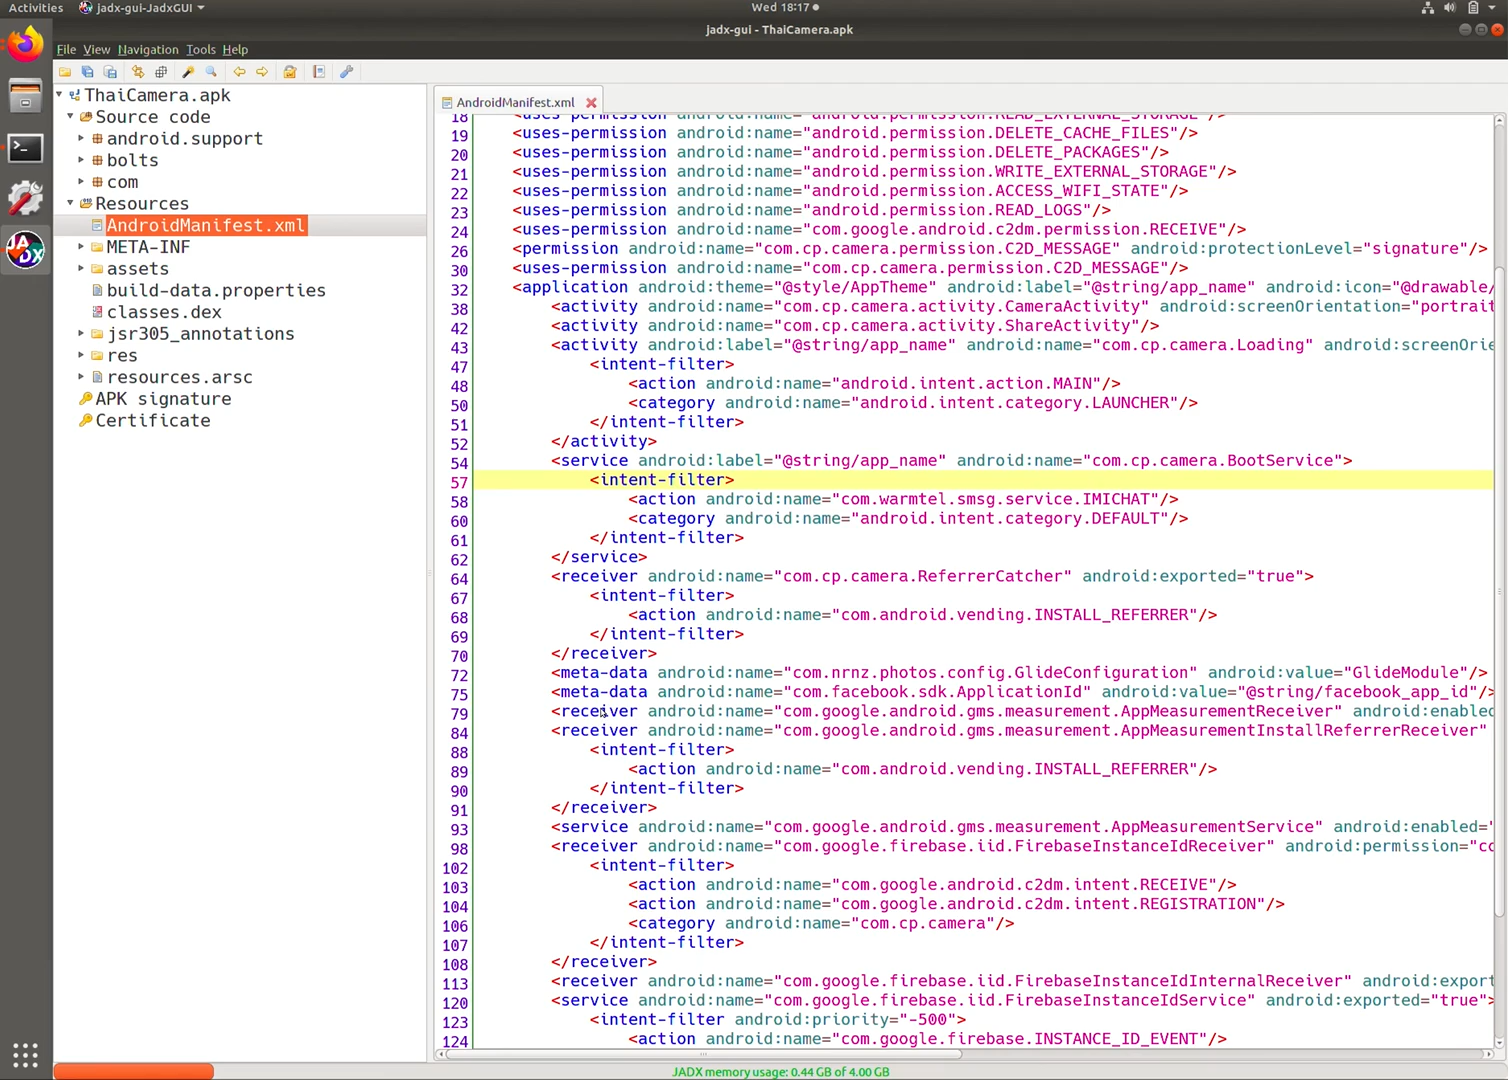 Activities jadx-gui-JadxGUI Wed 18:17
jadx-gui - ThaiCamera.apk
File View Navigation Tools Help
ThaiCamera.apk
Source code
android.support
bolts
com
Resources
AndroidManifest.xml
META-INF
assets
build-data.properties
classes.dex
jsr305_annotations
res
resources.arsc
APK signature
Certificate
AndroidManifest.xml
18 <uses-permission android:name="android.permission.READ_EXTERNAL_STORAGE"/>
19 <uses-permission android:name="android.permission.DELETE_CACHE_FILES"/>
20 <uses-permission android:name="android.permission.DELETE_PACKAGES"/>
21 <uses-permission android:name="android.permission.WRITE_EXTERNAL_STORAGE"/>
22 <uses-permission android:name="android.permission.ACCESS_WIFI_STATE"/>
23 <uses-permission android:name="android.permission.READ_LOGS"/>
24 <uses-permission android:name="com.google.android.c2dm.permission.RECEIVE"/>
26 <permission android:name="com.cp.camera.permission.C2D_MESSAGE" android:protectionLevel="signature"/>
30 <uses-permission android:name="com.cp.camera.permission.C2D_MESSAGE"/>
32 <application android:theme="@style/AppTheme" android:label="@string/app_name" android:icon="@drawable/
38 <activity android:name="com.cp.camera.activity.CameraActivity" android:screenOrientation="portrait
42 <activity android:name="com.cp.camera.activity.ShareActivity"/>
43 <activity android:label="@string/app_name" android:name="com.cp.camera.Loading" android:screenOrie
47 <intent-filter>
48 <action android:name="android.intent.action.MAIN"/>
50 <category android:name="android.intent.category.LAUNCHER"/>
51 </intent-filter>
52 </activity>
54 <service android:label="@string/app_name" android:name="com.cp.camera.BootService">
57 <intent-filter>
58 <action android:name="com.warmtel.smsg.service.IMICHAT"/>
60 <category android:name="android.intent.category.DEFAULT"/>
61 </intent-filter>
62 </service>
64 <receiver android:name="com.cp.camera.ReferrerCatcher" android:exported="true">
67 <intent-filter>
68 <action android:name="com.android.vending.INSTALL_REFERRER"/>
69 </intent-filter>
70 </receiver>
72 <meta-data android:name="com.nrnz.photos.config.GlideConfiguration" android:value="GlideModule"/>
75 <meta-data android:name="com.facebook.sdk.ApplicationId" android:value="@string/facebook_app_id"/>
79 <receiver android:name="com.google.android.gms.measurement.AppMeasurementReceiver" android:enabled
84 <receiver android:name="com.google.android.gms.measurement.AppMeasurementInstallReferrerReceiver"
88 <intent-filter>
89 <action android:name="com.android.vending.INSTALL_REFERRER"/>
90 </intent-filter>
91 </receiver>
93 <service android:name="com.google.android.gms.measurement.AppMeasurementService" android:enabled="
98 <receiver android:name="com.google.firebase.iid.FirebaseInstanceIdReceiver" android:permission="co
102 <intent-filter>
103 <action android:name="com.google.android.c2dm.intent.RECEIVE"/>
104 <action android:name="com.google.android.c2dm.intent.REGISTRATION"/>
106 <category android:name="com.cp.camera"/>
107 </intent-filter>
108 </receiver>
113 <receiver android:name="com.google.firebase.iid.FirebaseInstanceIdInternalReceiver" android:export
120 <service android:name="com.google.firebase.iid.FirebaseInstanceIdService" android:exported="true">
123 <intent-filter android:priority="-500">
124 <action android:name="com.google.firebase.INSTANCE_ID_EVENT"/>
JADX memory usage: 0.44 GB of 4.00 GB